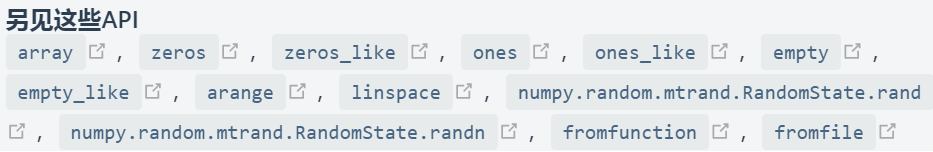 另见这些API
array , zeros , zeros_like , ones , ones_like , empty ,
empty_like , arange , linspace , numpy.random.mtrand.RandomState.rand
, numpy.random.mtrand.RandomState.randn , fromfunction , fromfile